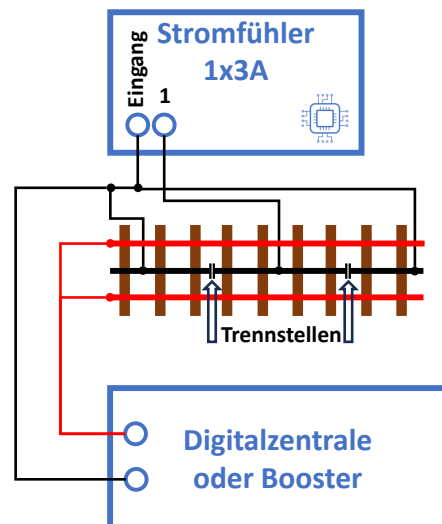 Stromfühler
1x3A
Eingang
1
Trennstellen
Digitalzentrale
oder Booster